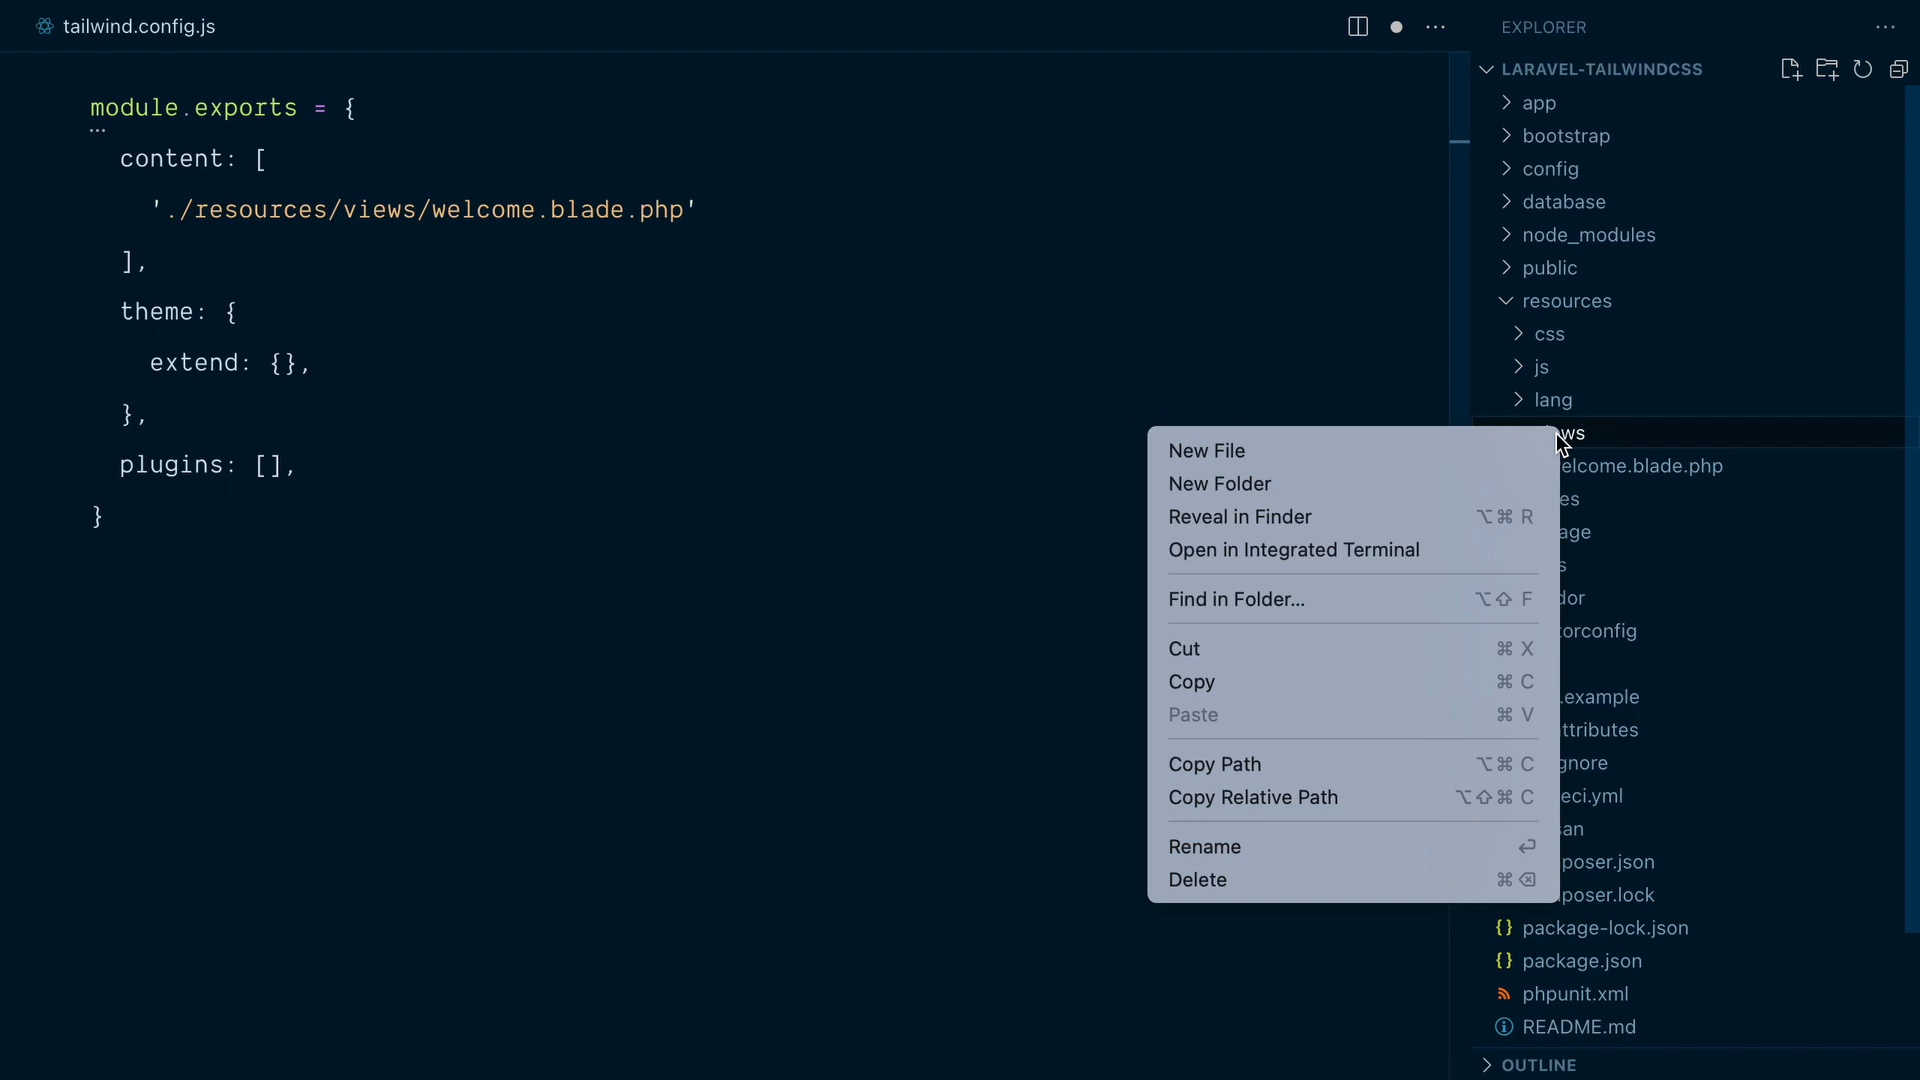 tailwind.config.js
module.exports = {
content: [
'./resources/views/welcome.blade.php'
],
theme: {
extend: {},
},
plugins: [],
}
EXPLORER
LARAVEL-TAILWINDCSS
app
bootstrap
config
database
node_modules
public
resources
css
js
lang
ews
elcome.blade.php
es
age
s
dor
torconfig
.example
ttributes
gnore
eci.yml
san
poser.json
poser.lock
{} package-lock.json
{} package.json
phpunit.xml
README.md
OUTLINE
New File
New Folder
Reveal in Finder ⌥⌘ R
Open in Integrated Terminal
Find in Folder... ⌥⇧ F
Cut ⌘ X
Copy ⌘ C
Paste ⌘ V
Copy Path ⌥⌘ C
Copy Relative Path ⌥⇧⌘ C
Rename ⏎
Delete ⌘⌫